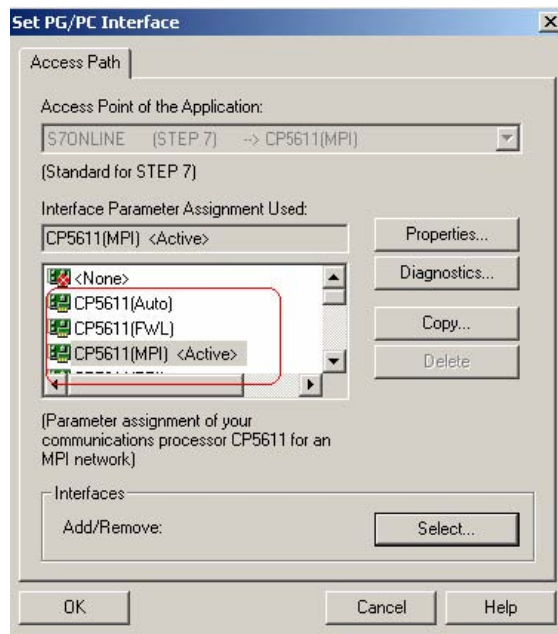 Set PG/PC Interface
Access Path
Access Point of the Application:
S7ONLINE (STEP 7) --> CP5611(MPI)
(Standard for STEP 7)
Interface Parameter Assignment Used:
CP5611(MPI) <Active>
Properties...
<None>
Diagnostics...
CP5611(Auto)
CP5611(FWL)
Copy...
CP5611(MPI) <Active>
Delete
(Parameter assignment of your
communications processor CP5611 for an
MPI network)
Interfaces
Add/Remove:
Select...
OK
Cancel
Help